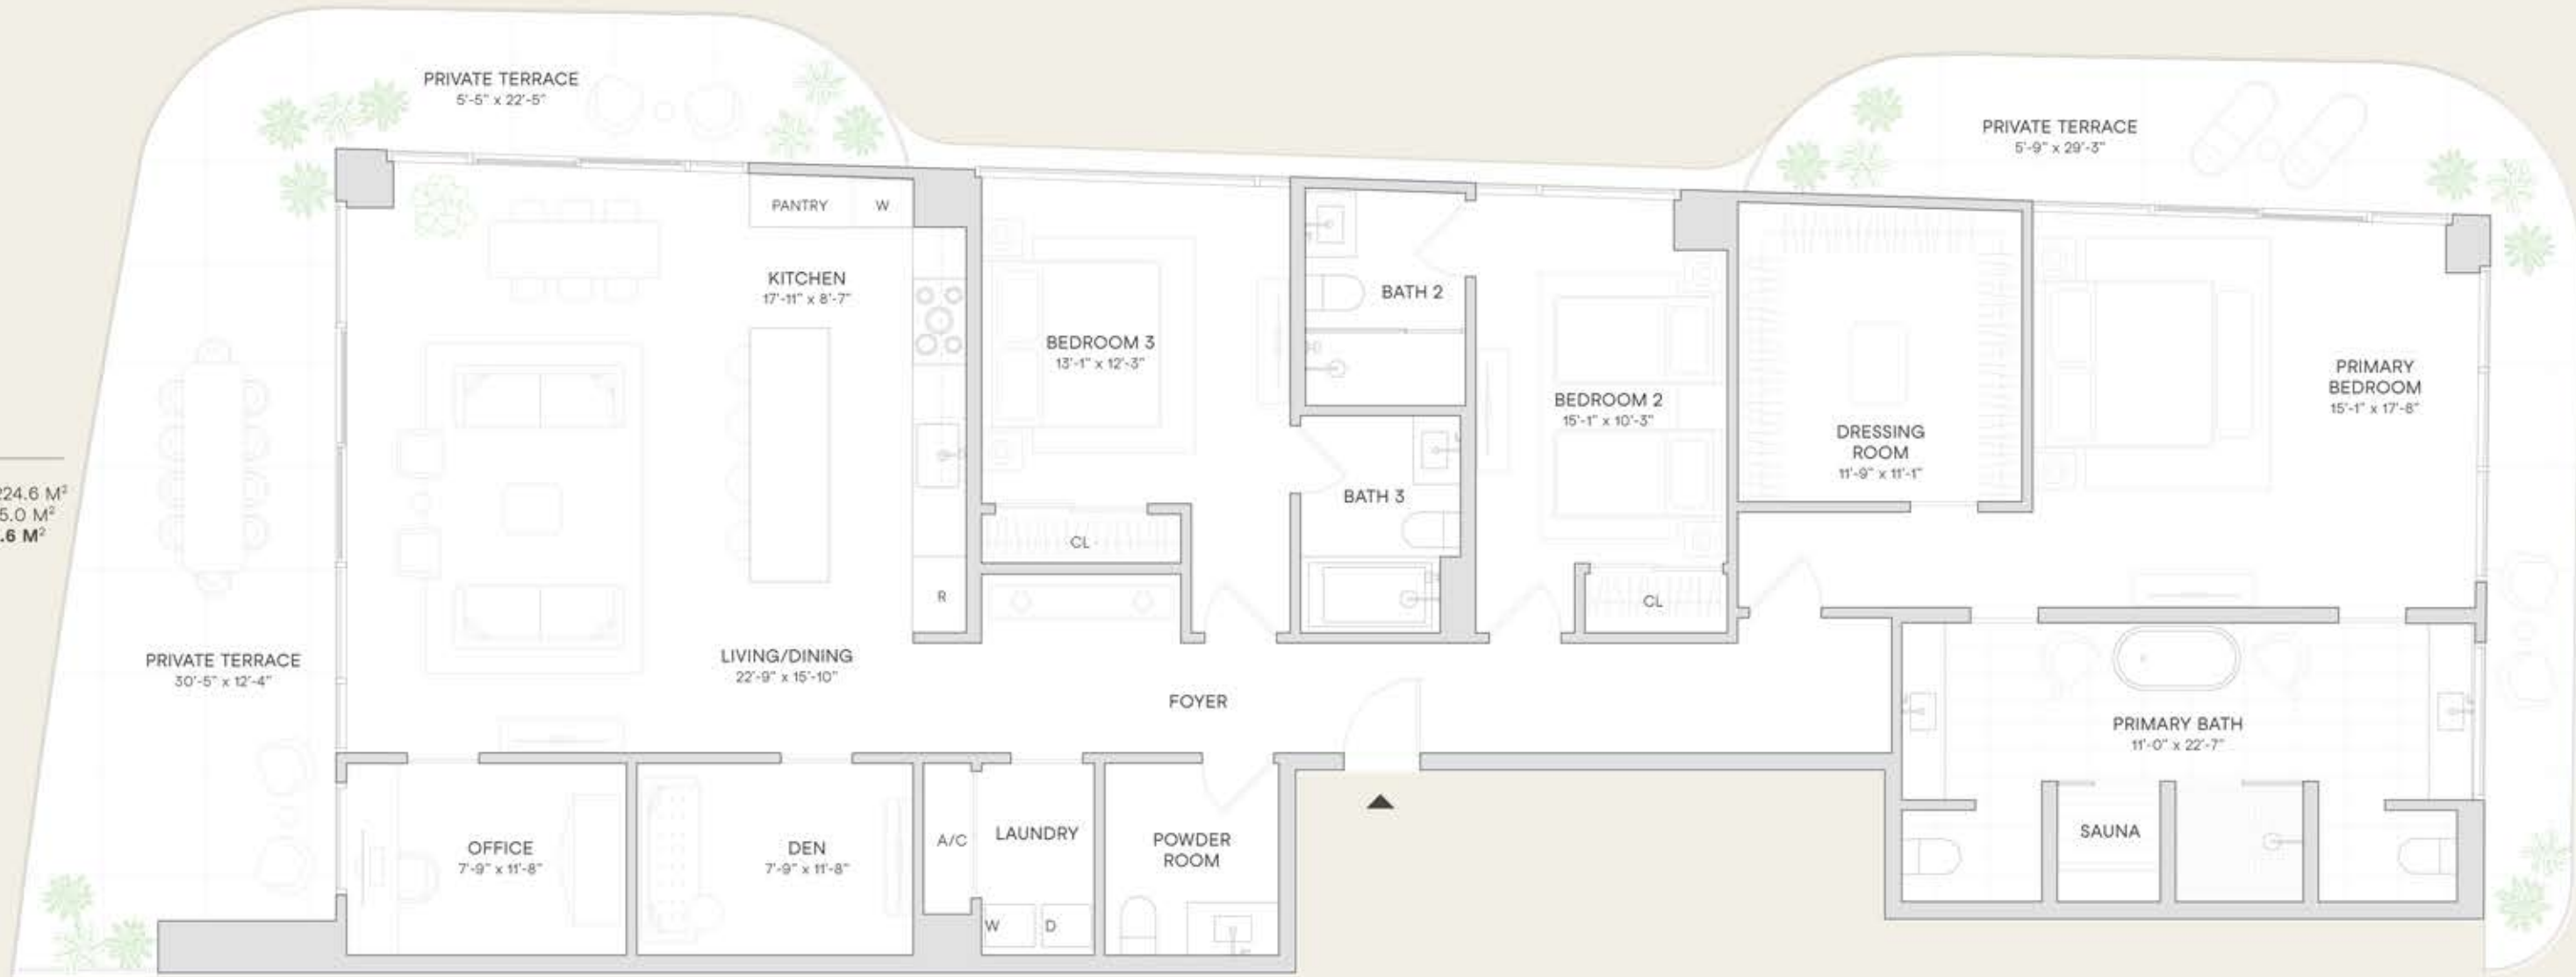 PRIVATE TERRACE
5'-5" x 22'-5"
PRIVATE TERRACE
5'-9" x 29'-3"
PANTRY
W
KITCHEN
17'-11" x 8'-7"
BATH 2
BEDROOM 3
13'-1" x 12'-3"
BEDROOM 2
15'-1" x 10'-3"
PRIMARY
BEDROOM
15'-1" x 17'-8"
DRESSING
ROOM
11'-9" x 11'-1"
224.6 M²
5.0 M²
.6 M²
BATH 3
CL
R
CL
PRIVATE TERRACE
30'-5" x 12'-4"
LIVING/DINING
22'-9" x 15'-10"
FOYER
PRIMARY BATH
11'-0" x 22'-7"
OFFICE
7'-9" x 11'-8"
DEN
7'-9" x 11'-8"
A/C
LAUNDRY
POWDER
ROOM
SAUNA
W
D